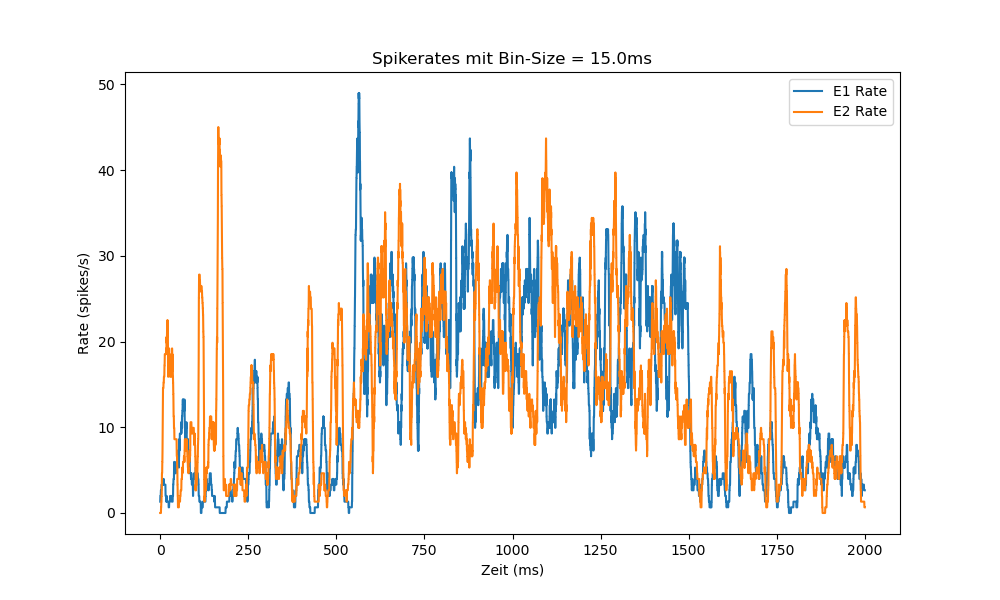 Spikerates mit Bin-Size = 15.0ms
E1 Rate
E2 Rate
50
40
30
20
10
0
Rate (spikes/s)
0 250 500 750 1000 1250 1500 1750 2000
Zeit (ms)